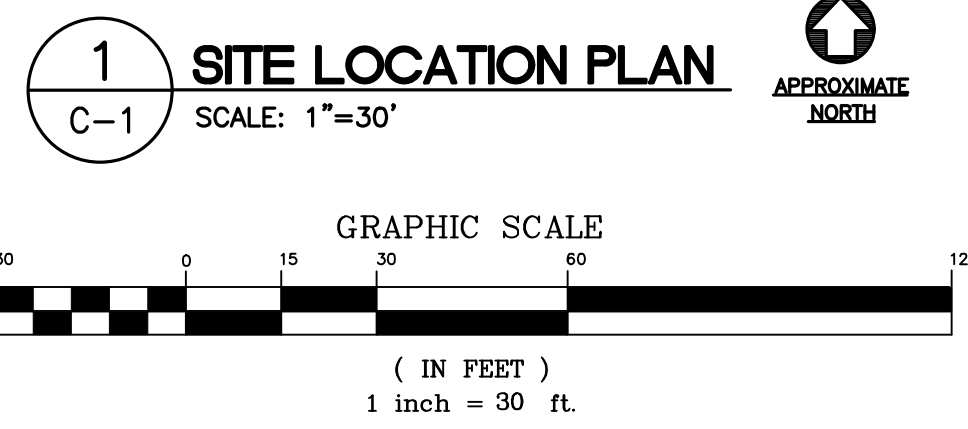 1
C-1
SITE LOCATION PLAN
SCALE: 1"=30'
APPROXIMATE
NORTH
GRAPHIC SCALE
0 15 30 60
( IN FEET )
1 inch = 30 ft.